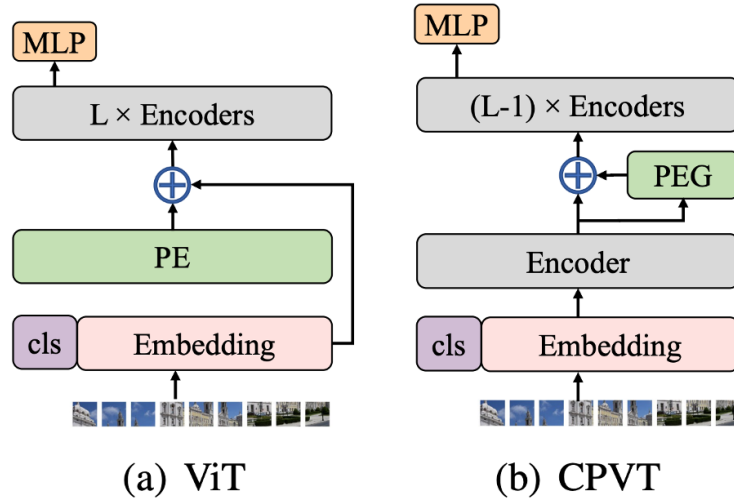 MLP
L × Encoders
PE
cls Embedding
(a) ViT
MLP
(L-1) × Encoders
PEG
Encoder
cls Embedding
(b) CPVT